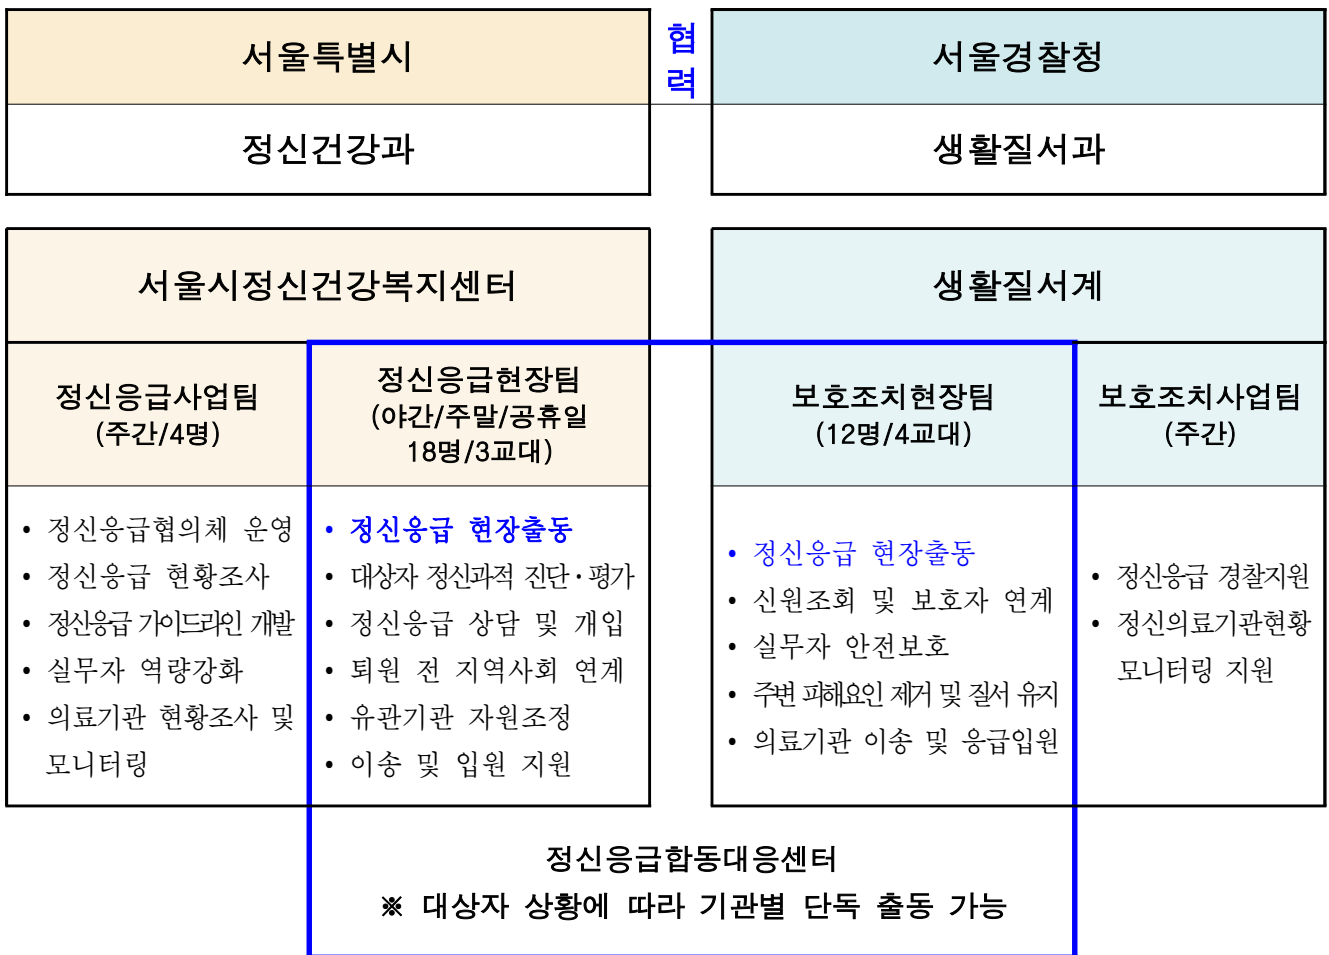 서울특별시
협
력
서울경찰청
정신건강과
생활질서과
서울시정신건강복지센터
생활질서계
정신응급사업팀
(주간/4명)
정신응급현장팀
(야간/주말/공휴일
18명/3교대)
보호조치현장팀
(12명/4교대)
보호조치사업팀
(주간)
• 정신응급협의체 운영
• 정신응급 현황조사
• 정신응급 가이드라인 개발
• 실무자 역량강화
• 의료기관 현황조사 및
모니터링
• 정신응급 현장출동
• 대상자 정신과적 진단·평가
• 정신응급 상담 및 개입
• 퇴원 전 지역사회 연계
• 유관기관 자원조정
• 이송 및 입원 지원
• 정신응급 현장출동
• 신원조회 및 보호자 연계
• 실무자 안전보호
• 주변 피해요인 제거 및 질서 유지
• 의료기관 이송 및 응급입원
• 정신응급 경찰지원
• 정신의료기관현황
모니터링 지원
정신응급합동대응센터
※ 대상자 상황에 따라 기관별 단독 출동 가능